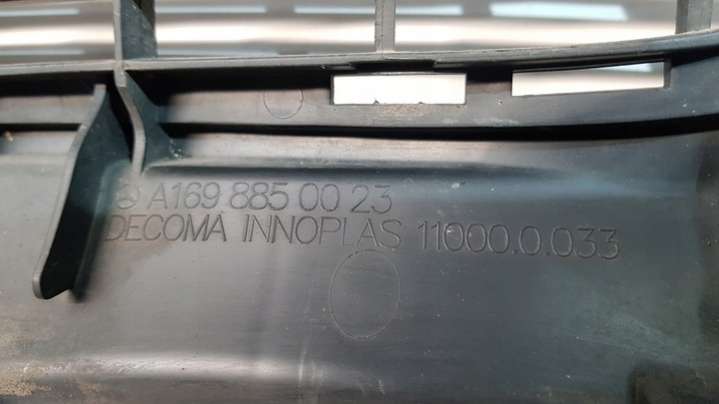 A169 885 00 23
DECOMA INNOPLAS 11000.0.033